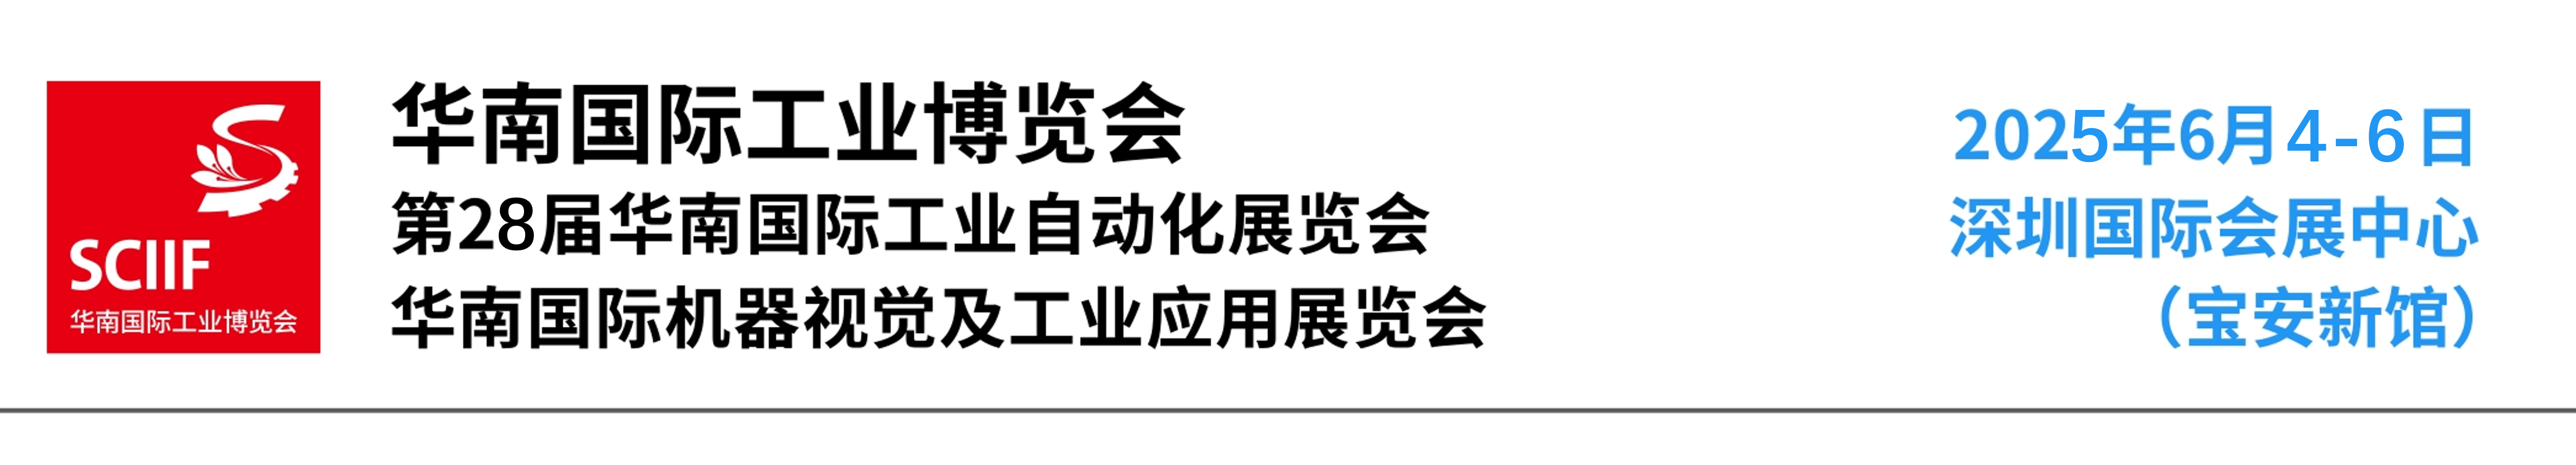 SCIIF
华南国际工业博览会
华南国际工业博览会
第28届华南国际工业自动化展览会
华南国际机器视觉及工业应用展览会
2025年6月4-6日
深圳国际会展中心
（宝安新馆）